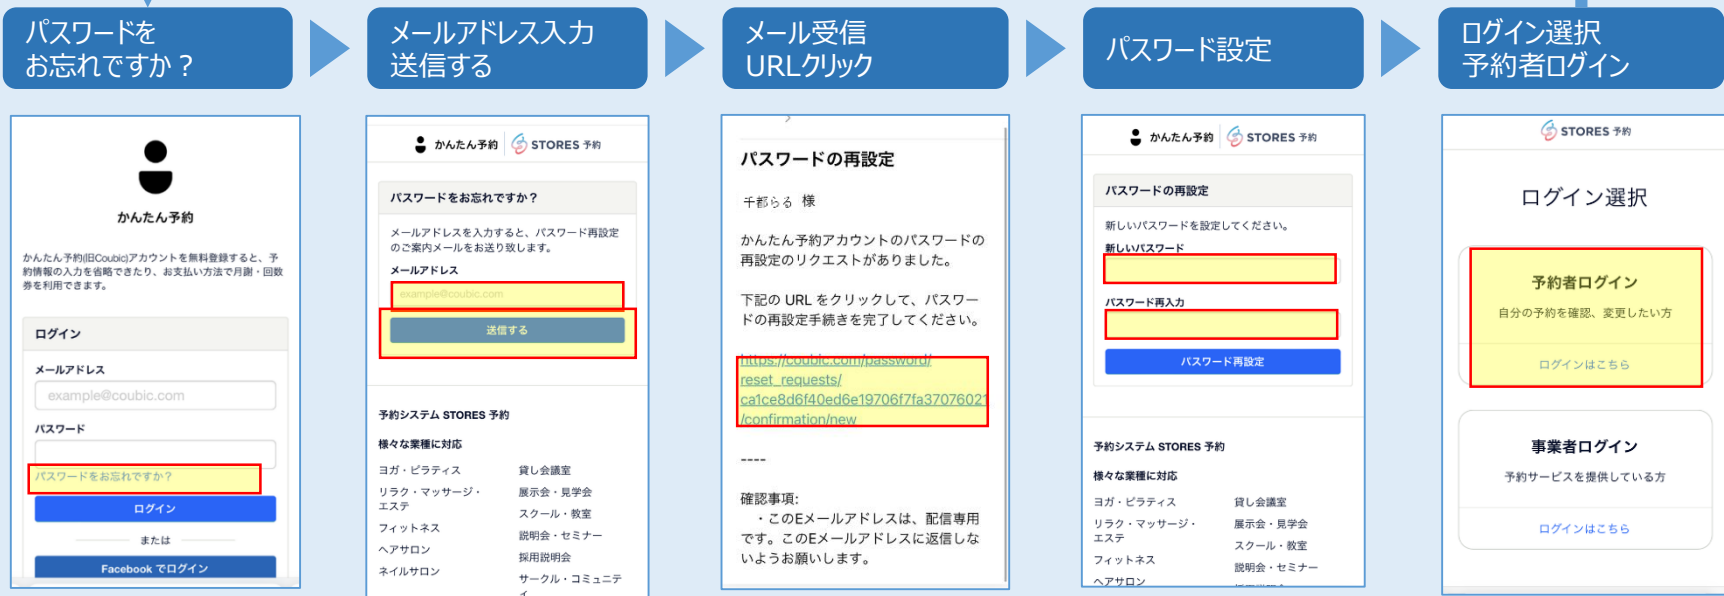 パスワードを
お忘れですか？
メールアドレス入力
送信する
メール受信
URLクリック
パスワード設定
ログイン選択
予約者ログイン
かんたん予約
かんたん予約(旧Coubic)アカウントを無料登録すると、予
約情報の入力を省略できたり、お支払い方法で月謝・回数
券を利用できます。
ログイン
メールアドレス
example@coubic.com
パスワード
パスワードをお忘れですか？
ログイン
または
Facebook でログイン
かんたん予約 STORES 予約
パスワードをお忘れですか？
メールアドレスを入力すると、パスワード再設定
のご案内メールをお送り致します。
メールアドレス
example@coubic.com
送信する
予約システム STORES 予約
様々な業種に対応
ヨガ・ピラティス
リラク・マッサージ・
エステ
フィットネス
ヘアサロン
ネイルサロン
貸し会議室
展示会・見学会
スクール・教室
説明会・セミナー
採用説明会
サークル・コミュニテ
ィ
パスワードの再設定
千都らる 様
かんたん予約アカウントのパスワードの
再設定のリクエストがありました。
下記の URL をクリックして、パスワー
ドの再設定手続きを完了してください。
https://coubic.com/password/
reset_requests/
ca1ce8d6f40ed6e19706f7fa37076021
/confirmation/new
----
確認事項:
・このEメールアドレスは、配信専用
です。このEメールアドレスに返信しな
いようお願いします。
かんたん予約 STORES 予約
パスワードの再設定
新しいパスワードを設定してください。
新しいパスワード
パスワード再入力
パスワード再設定
予約システム STORES 予約
様々な業種に対応
ヨガ・ピラティス
リラク・マッサージ・
エステ
フィットネス
ヘアサロン
貸し会議室
展示会・見学会
スクール・教室
説明会・セミナー
STORES 予約
ログイン選択
予約者ログイン
自分の予約を確認、変更したい方
ログインはこちら
事業者ログイン
予約サービスを提供している方
ログインはこちら